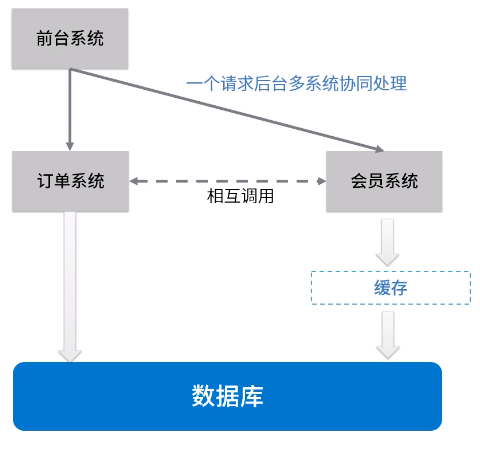 前台系统
一个请求后台多系统协同处理
订单系统
相互调用
会员系统
缓存
数据库